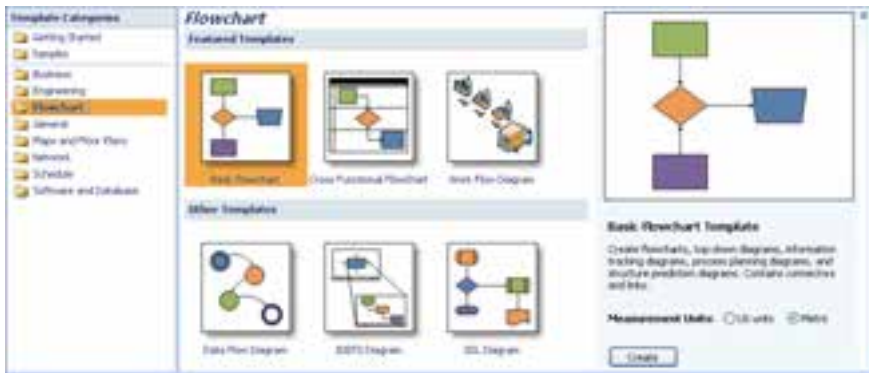 Template Categories
Getting Started
Samples
Business
Engineering
Flowchart
General
Maps and Floor Plans
Network
Schedule
Software and Database
Flowchart
Featured Templates
Basic Flowchart
Cross Functional Flowchart
Work Flow Diagram
Other Templates
Data Flow Diagram
IDEF0 Diagram
SDL Diagram
Basic Flowchart Template
Create flowcharts, top down diagrams, information
tracking diagrams, process planning diagrams, and
structure prediction diagrams. Contains connectors
and links.
Measurement Units US units Metric
Create